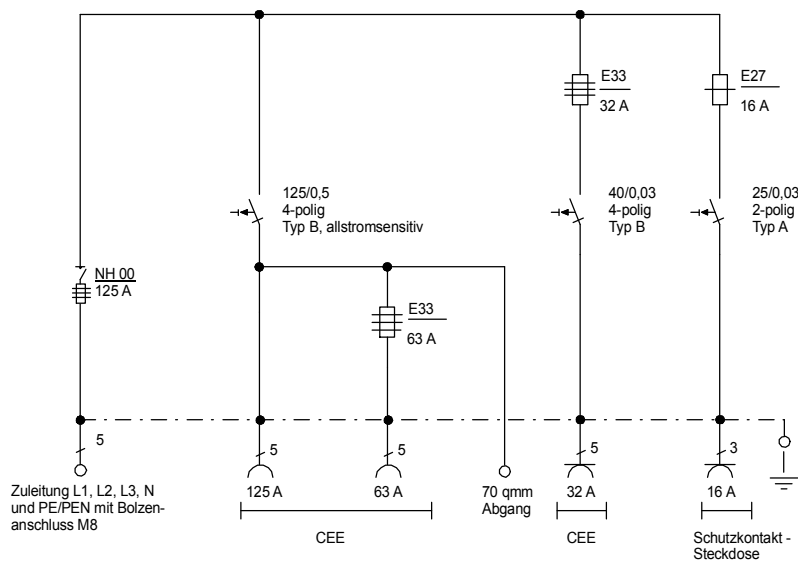 E33
32 A
E27
16 A
125/0,5
4-polig
Typ B, allstromsensitiv
40/0,03
4-polig
Typ B
25/0,03
2-polig
Typ A
NH 00
125 A
E33
63 A
5
5
5
5
3
125 A
63 A
70 qmm
Abgang
32 A
16 A
Zuleitung L1, L2, L3, N
und PE/PEN mit Bolzen-
anschluss M8
CEE
CEE
Schutzkontakt -
Steckdose